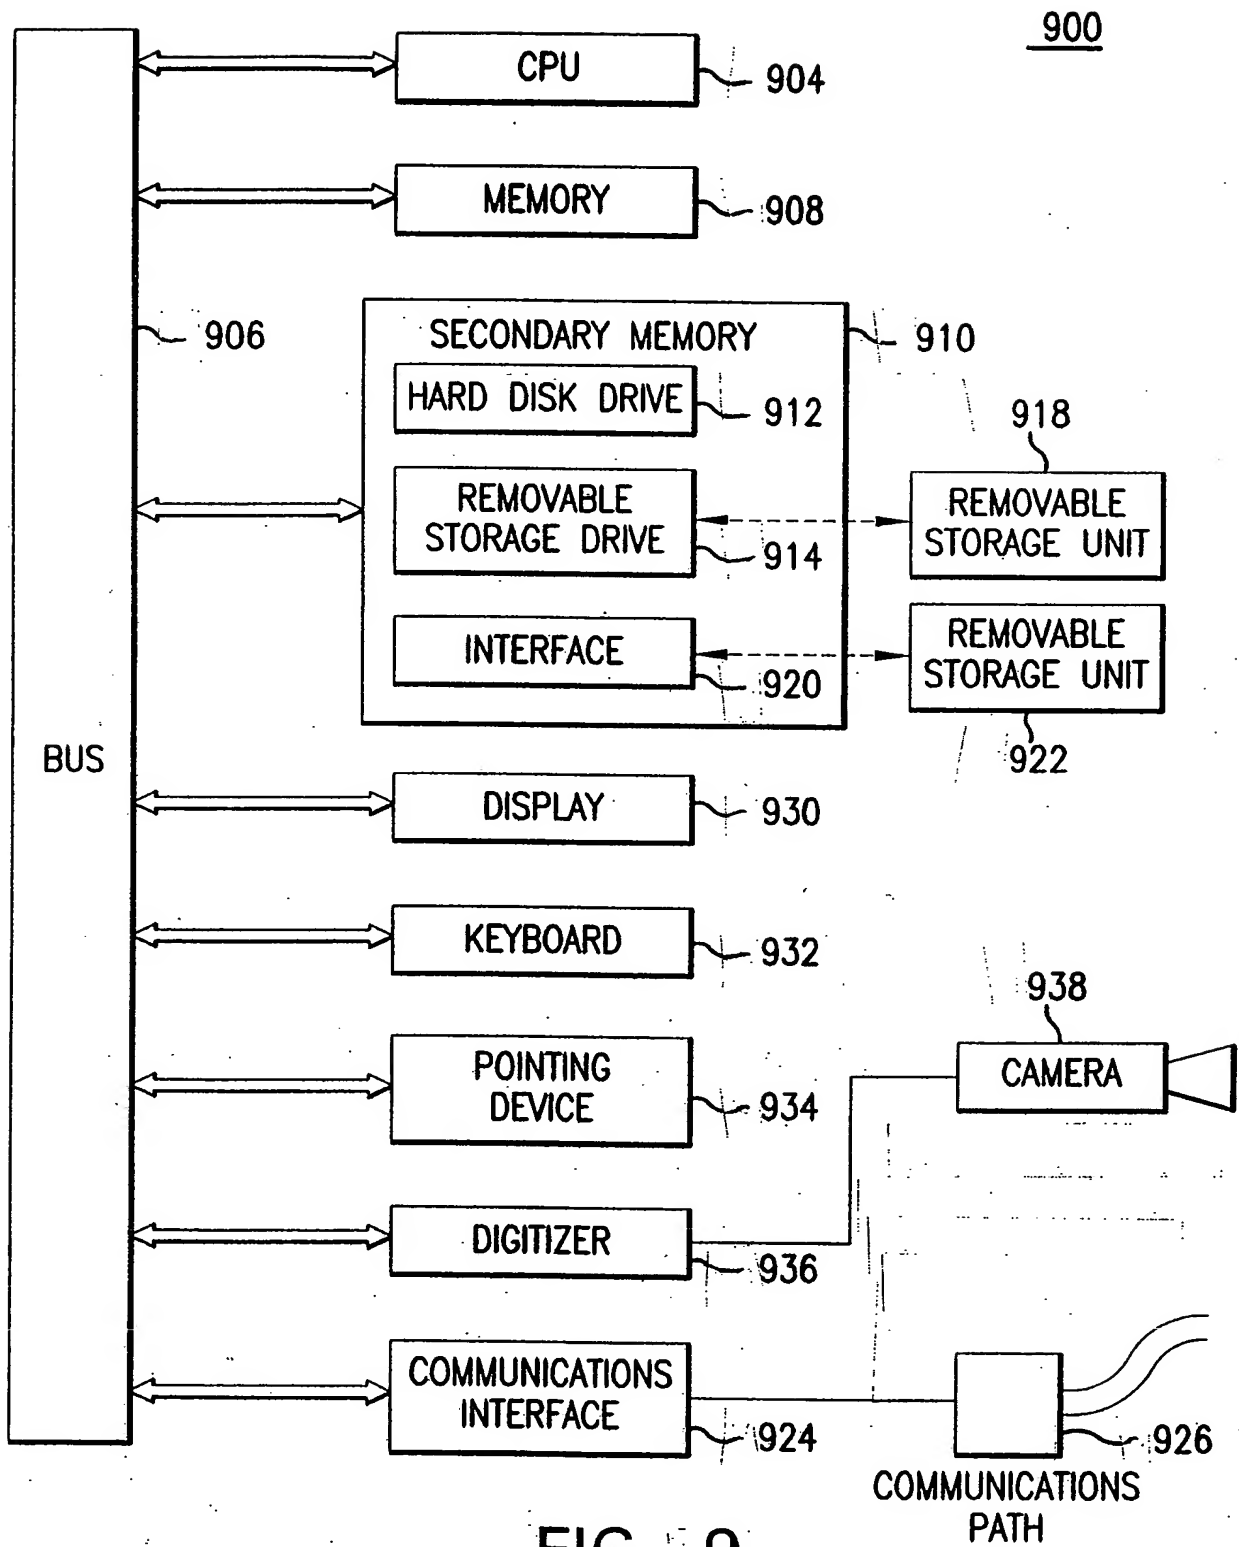 900
CPU
904
MEMORY
908
906
SECONDARY MEMORY
910
HARD DISK DRIVE
912
918
REMOVABLE
STORAGE DRIVE
914
REMOVABLE
STORAGE UNIT
INTERFACE
920
REMOVABLE
STORAGE UNIT
922
BUS
DISPLAY
930
KEYBOARD
932
938
POINTING
DEVICE
934
CAMERA
DIGITIZER
936
COMMUNICATIONS
INTERFACE
924
926
COMMUNICATIONS
PATH
FIG. 9